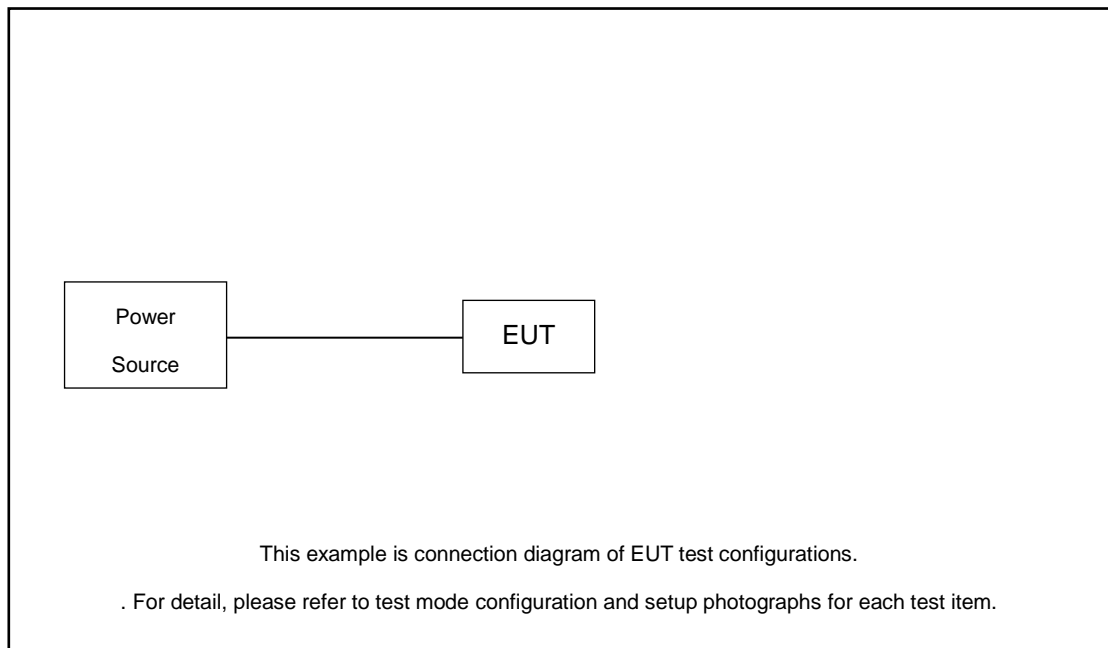 Power
Source
EUT
This example is connection diagram of EUT test configurations.
. For detail, please refer to test mode configuration and setup photographs for each test item.